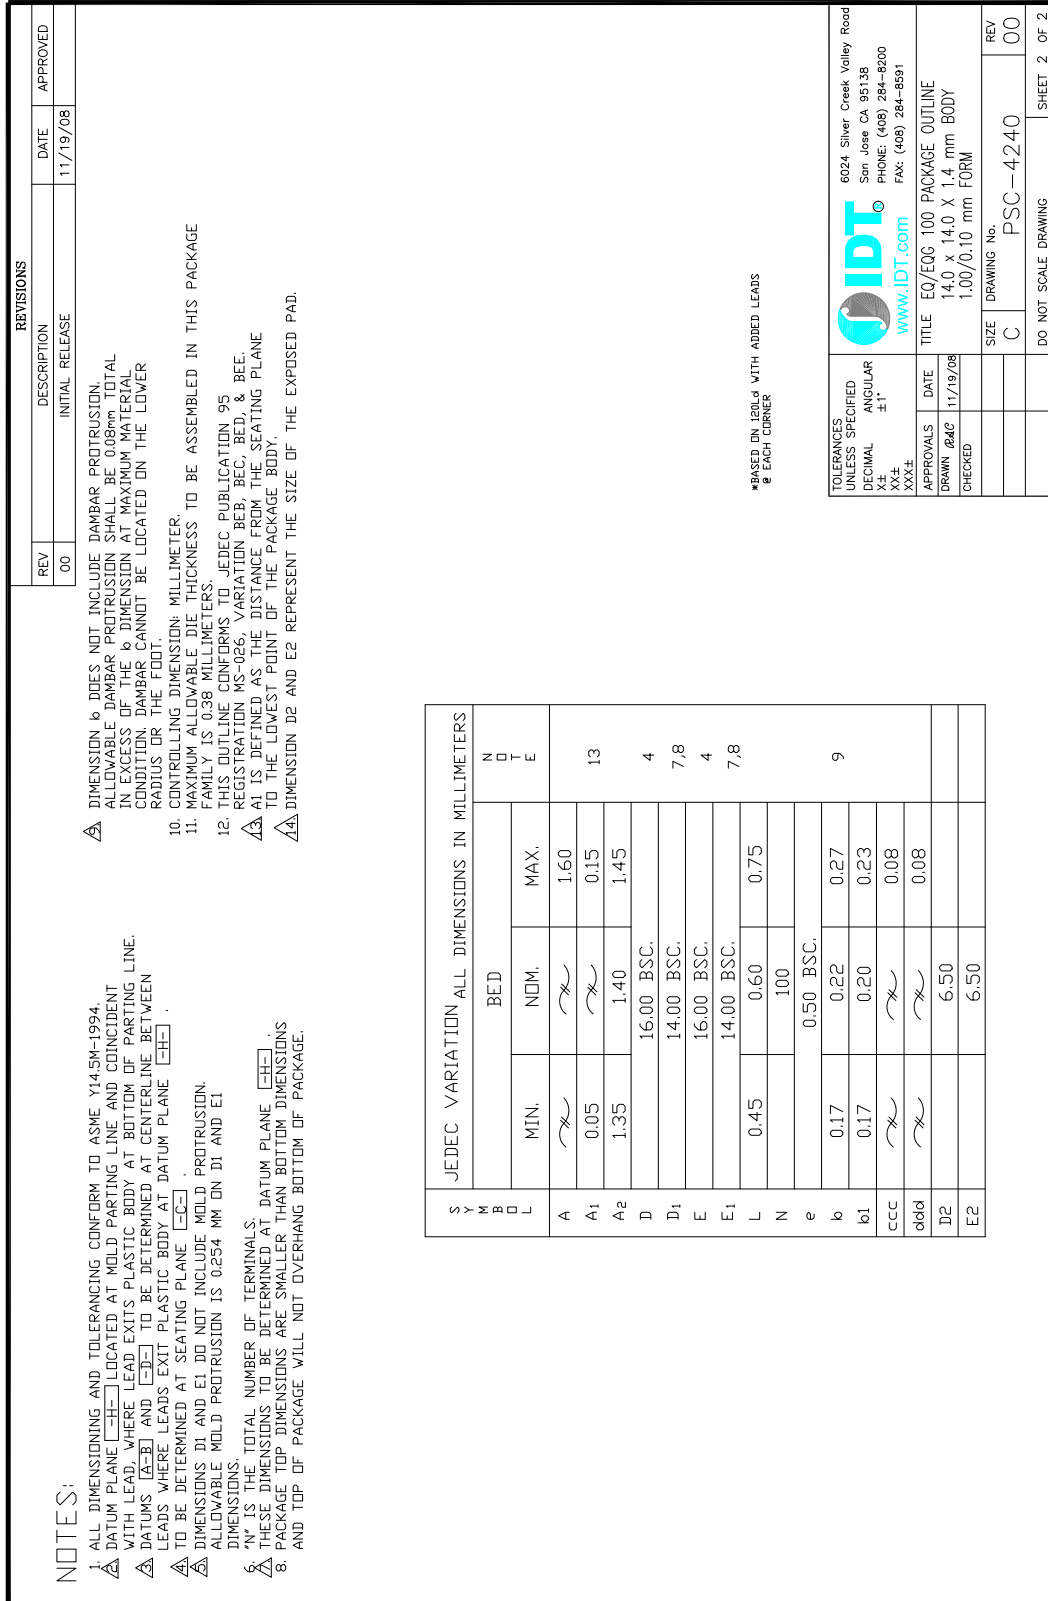 NOTES:
1. ALL DIMENSIONING AND TOLERANCING CONFORM TO ASME Y14.5M-1994.
2. DATUM PLANE -H- LOCATED AT MOLD PARTING LINE AND COINCIDENT
WITH LEAD, WHERE LEAD EXITS PLASTIC BODY AT BOTTOM OF PARTING LINE.
3. DATUMS A-B AND -D- TO BE DETERMINED AT CENTERLINE BETWEEN
LEADS WHERE LEADS EXIT PLASTIC BODY AT DATUM PLANE -H- .
4. TO BE DETERMINED AT SEATING PLANE -C- .
5. DIMENSIONS D1 AND E1 DO NOT INCLUDE MOLD PROTRUSION.
ALLOWABLE MOLD PROTRUSION IS 0.254 MM ON D1 AND E1
DIMENSIONS.
6. "N" IS THE TOTAL NUMBER OF TERMINALS.
7. THESE DIMENSIONS TO BE DETERMINED AT DATUM PLANE -H- .
8. PACKAGE TOP DIMENSIONS ARE SMALLER THAN BOTTOM DIMENSIONS
AND TOP OF PACKAGE WILL NOT OVERHANG BOTTOM OF PACKAGE.
9. DIMENSION b DOES NOT INCLUDE DAMBAR PROTRUSION.
ALLOWABLE DAMBAR PROTRUSION SHALL BE 0.08mm TOTAL
IN EXCESS OF THE b DIMENSION AT MAXIMUM MATERIAL
CONDITION. DAMBAR CANNOT BE LOCATED ON THE LOWER
RADIUS OR THE FOOT.
10. CONTROLLING DIMENSION: MILLIMETER.
11. MAXIMUM ALLOWABLE DIE THICKNESS TO BE ASSEMBLED IN THIS PACKAGE
FAMILY IS 0.38 MILLIMETERS.
12. THIS OUTLINE CONFORMS TO JEDEC PUBLICATION 95
REGISTRATION MS-026, VARIATION BEB, BEC, BED, & BEE.
13. A1 IS DEFINED AS THE DISTANCE FROM THE SEATING PLANE
TO THE LOWEST POINT OF THE PACKAGE BODY.
14. DIMENSION D2 AND E2 REPRESENT THE SIZE OF THE EXPOSED PAD.
REVISIONS
REV DESCRIPTION DATE APPROVED
00 INITIAL RELEASE 11/19/08
SYMBOL JEDEC VARIATION ALL DIMENSIONS IN MILLIMETERS
BED NOTE
MIN. NOM. MAX.
A 1.60
A1 0.05 0.15 13
A2 1.35 1.40 1.45
D 16.00 BSC. 4
D1 14.00 BSC. 7,8
E 16.00 BSC. 4
E1 14.00 BSC. 7,8
L 0.45 0.60 0.75
N 100
e 0.50 BSC.
b 0.17 0.22 0.27 9
b1 0.17 0.20 0.23
ccc 0.08
ddd 0.08
D2 6.50
E2 6.50
*BASED ON 120Ld WITH ADDED LEADS
@ EACH CORNER
TOLERANCES
UNLESS SPECIFIED
DECIMAL ANGULAR
X± ±1°
XX±
XXX±
APPROVALS DATE
DRAWN RAC 11/19/08
CHECKED
IDT®
www.IDT.com
6024 Silver Creek Valley Road
San Jose CA 95138
PHONE: (408) 284-8200
FAX: (408) 284-8591
TITLE EQ/EQG 100 PACKAGE OUTLINE
14.0 x 14.0 X 1.4 mm BODY
1.00/0.10 mm FORM
SIZE DRAWING No. REV
C PSC-4240 00
DO NOT SCALE DRAWING SHEET 2 OF 2